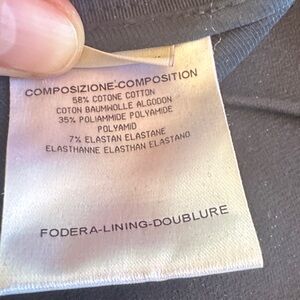 COMPOSIZIONE-COMPOSITION
58% COTONE COTTON
COTON BAUMWOLLE ALGODON
35% POLIAMMIDE POLYAMIDE
POLYAMID
7% ELASTAN ELASTANE
ELASTHANNE ELASTHAN ELASTANO
FODERA-LINING-DOUBLURE